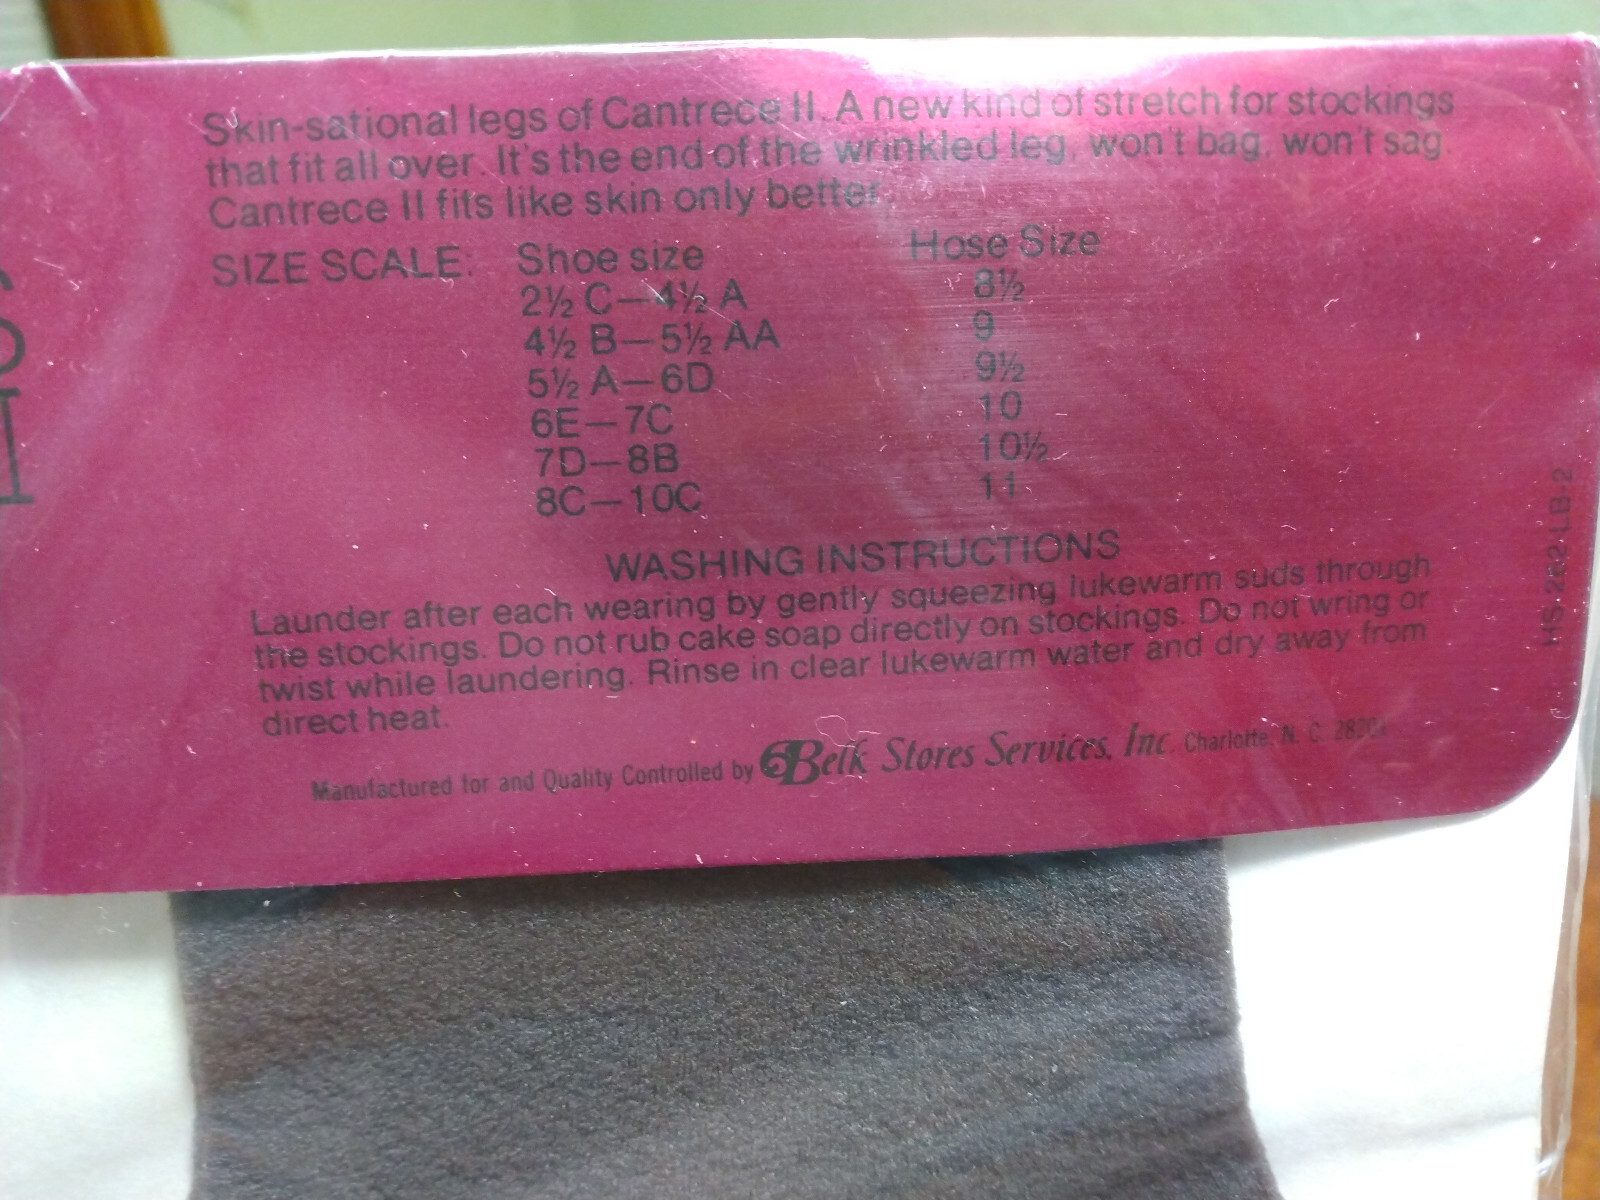 Skin-sational legs of Cantrece II. A new kind of stretch for stockings
that fit all over. It's the end of the wrinkled leg, won't bag, won't sag.
Cantrece II fits like skin only better.
SIZE SCALE: Shoe size Hose Size
2½ C—4½ A 8½
4½ B—5½ AA 9
5½ A—6D 9½
6E—7C 10
7D—8B 10½
8C—10C 11
WASHING INSTRUCTIONS
Launder after each wearing by gently squeezing lukewarm suds through
the stockings. Do not rub cake soap directly on stockings. Do not wring or
twist while laundering. Rinse in clear lukewarm water and dry away from
direct heat.
Manufactured for and Quality Controlled by Belk Stores Services, Inc. Charlotte, N. C.
HS-262-LB-2